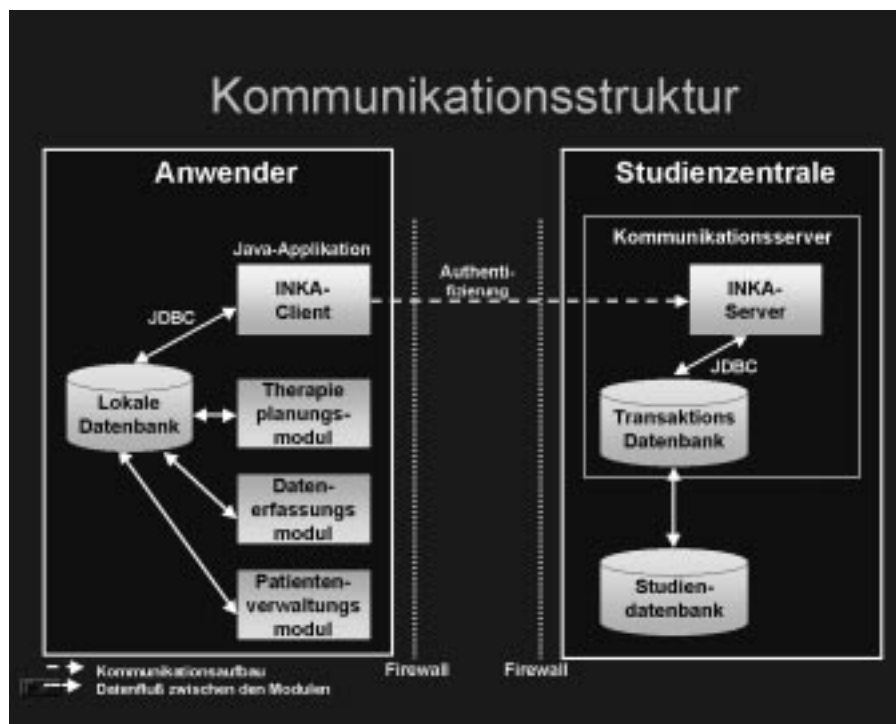 Kommunikationsstruktur
Anwender
Java-Applikation
INKA-
Client
JDBC
Lokale
Datenbank
Therapie
planungs-
modul
Daten-
erfassungs
modul
Patienten-
verwaltungs
modul
Authenti-
fizierung
Firewall
Firewall
Studienzentrale
Kommunikationsserver
INKA-
Server
JDBC
Transaktions
Datenbank
Studien-
datenbank
Kommunikationsaufbau
Datenfluß zwischen den Modulen